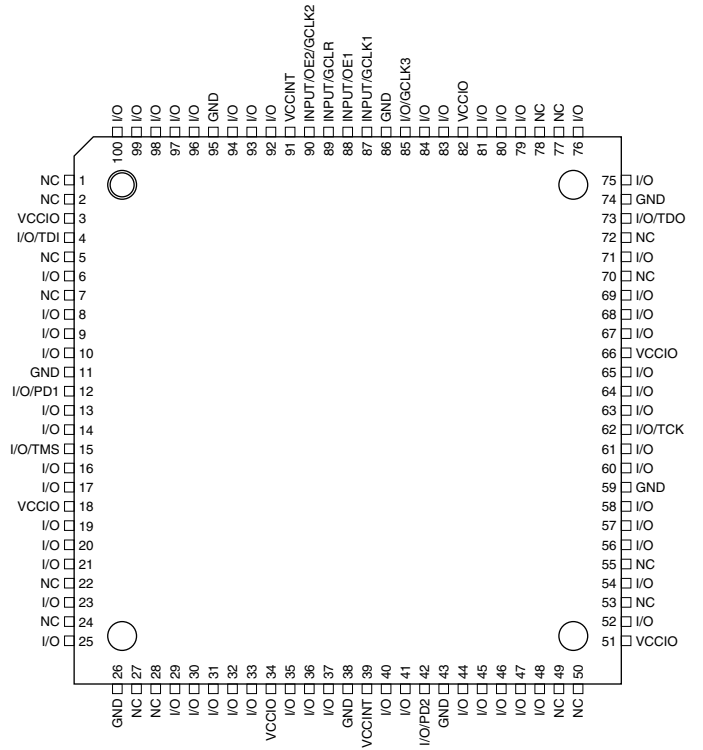 I/O I/O I/O I/O I/O GND I/O I/O I/O VCCINT INPUT/OE2/GCLK2 INPUT/GCLR INPUT/OE1 INPUT/GCLK1 GND I/O/GCLK3 I/O I/O VCCIO I/O I/O I/O NC NC I/O
100 99 98 97 96 95 94 93 92 91 90 89 88 87 86 85 84 83 82 81 80 79 78 77 76
NC 1 75 I/O
NC 2 74 GND
VCCIO 3 73 I/O/TDO
I/O/TDI 4 72 NC
NC 5 71 I/O
I/O 6 70 NC
NC 7 69 I/O
I/O 8 68 I/O
I/O 9 67 I/O
I/O 10 66 VCCIO
GND 11 65 I/O
I/O/PD1 12 64 I/O
I/O 13 63 I/O
I/O 14 62 I/O/TCK
I/O/TMS 15 61 I/O
I/O 16 60 I/O
I/O 17 59 GND
VCCIO 18 58 I/O
I/O 19 57 I/O
I/O 20 56 I/O
I/O 21 55 NC
NC 22 54 I/O
I/O 23 53 NC
NC 24 52 I/O
I/O 25 51 VCCIO
26 27 28 29 30 31 32 33 34 35 36 37 38 39 40 41 42 43 44 45 46 47 48 49 50
GND NC NC I/O I/O I/O I/O I/O VCCIO I/O I/O I/O GND VCCINT I/O I/O I/O/PD2 GND I/O I/O I/O I/O I/O NC NC